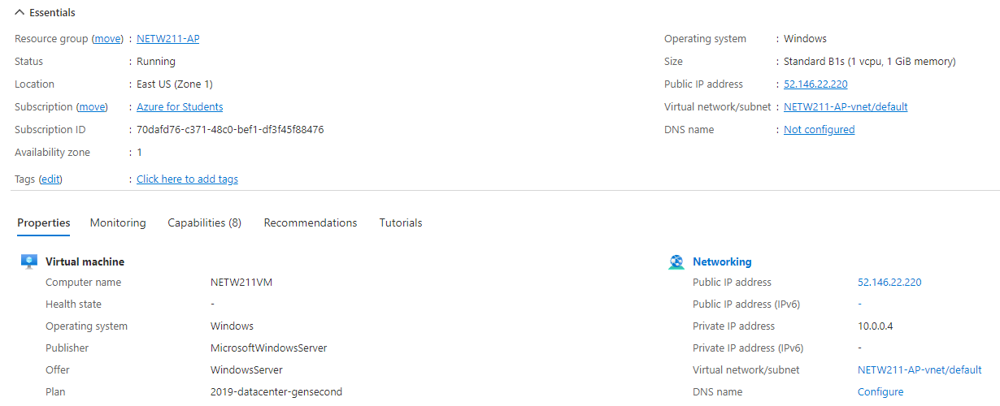 Essentials
Resource group (move) : NETW211-AP
Status : Running
Location : East US (Zone 1)
Subscription (move) : Azure for Students
Subscription ID : 70dafd76-c371-48c0-bef1-df3f45f88476
Availability zone : 1
Tags (edit) : Click here to add tags
Operating system : Windows
Size : Standard B1s (1 vcpu, 1 GiB memory)
Public IP address : 52.146.22.220
Virtual network/subnet : NETW211-AP-vnet/default
DNS name : Not configured
Properties Monitoring Capabilities (8) Recommendations Tutorials
Virtual machine
Computer name NETW211VM
Health state -
Operating system Windows
Publisher MicrosoftWindowsServer
Offer WindowsServer
Plan 2019-datacenter-gensecond
Networking
Public IP address 52.146.22.220
Public IP address (IPv6) -
Private IP address 10.0.0.4
Private IP address (IPv6) -
Virtual network/subnet NETW211-AP-vnet/default
DNS name Configure